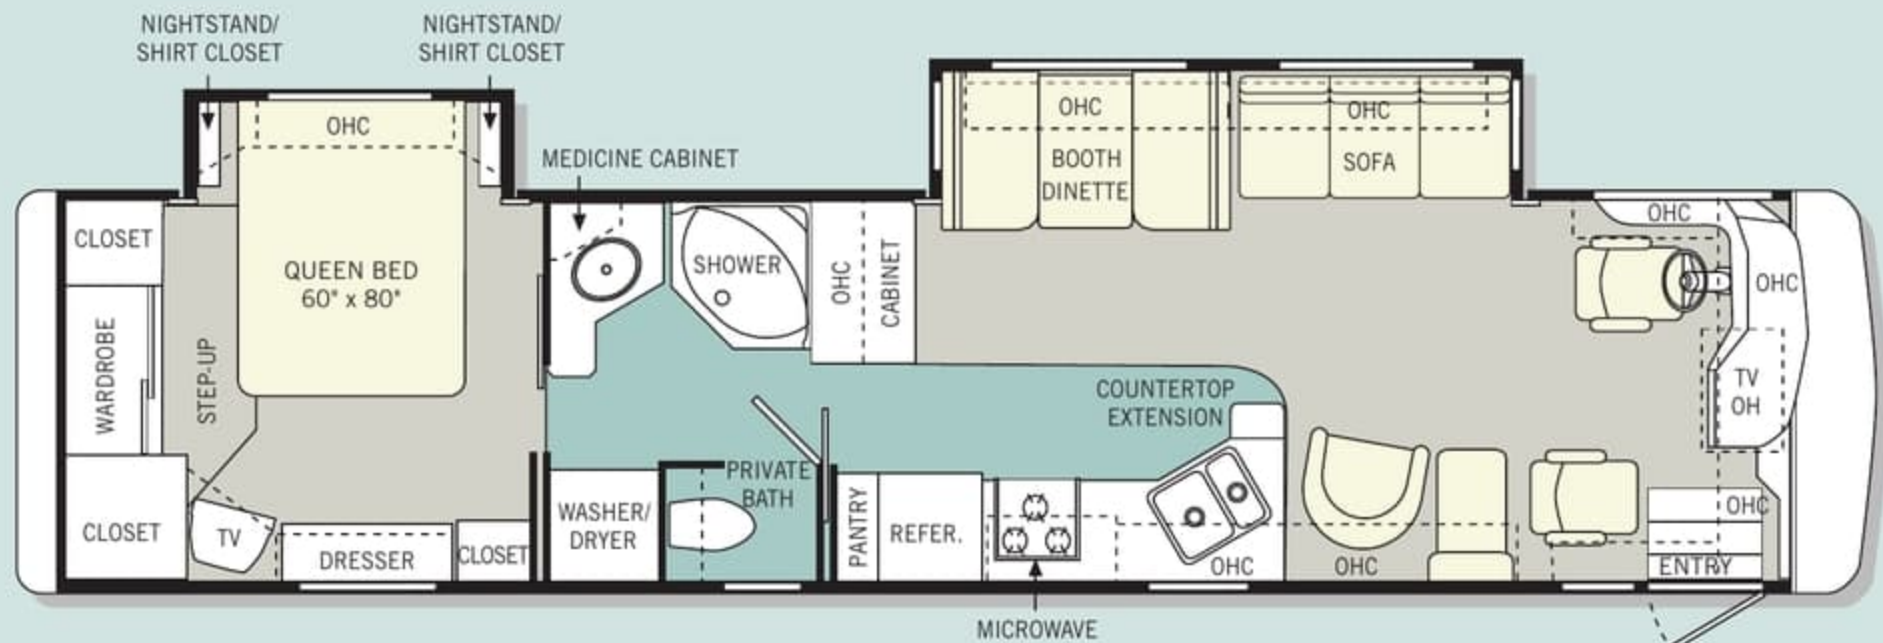 NIGHTSTAND/
SHIRT CLOSET
NIGHTSTAND/
SHIRT CLOSET
OHC
MEDICINE CABINET
OHC
OHC
BOOTH
DINETTE
SOFA
CLOSET
QUEEN BED
60" x 80"
SHOWER
OHC
CABINET
OHC
OHC
WARDROBE
STEP-UP
COUNTERTOP
EXTENSION
TV
OH
PRIVATE
BATH
CLOSET
TV
DRESSER
CLOSET
WASHER/
DRYER
PANTRY
REFER.
OHC
OHC
OHC
ENTRY
MICROWAVE